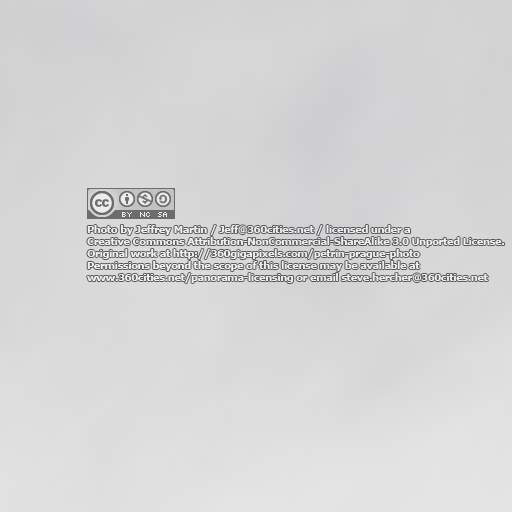 cc
BY NC SA
Photo by Jeffrey Martin / Jeff@360cities.net / licensed under a
Creative Commons Attribution-NonCommercial-ShareAlike 3.0 Unported License.
Original work at http://360gigapixels.com/petrin-prague-photo
Permissions beyond the scope of this license may be available at
www.360cities.net/panorama-licensing or email steve.hercher@360cities.net